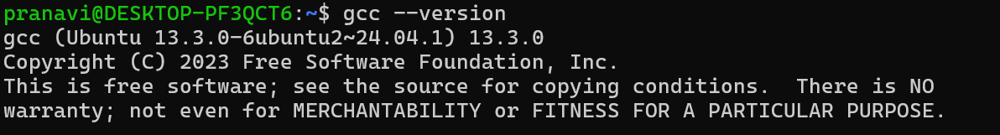 pranavi@DESKTOP-PF3QCT6:~$ gcc --version
gcc (Ubuntu 13.3.0-6ubuntu2~24.04.1) 13.3.0
Copyright (C) 2023 Free Software Foundation, Inc.
This is free software; see the source for copying conditions.  There is NO
warranty; not even for MERCHANTABILITY or FITNESS FOR A PARTICULAR PURPOSE.